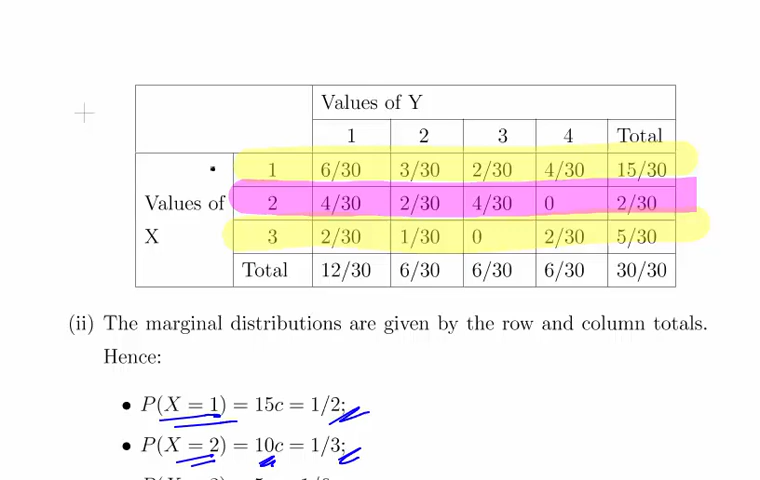 Values of Y
1 2 3 4 Total
1 6/30 3/30 2/30 4/30 15/30
Values of 2 4/30 2/30 4/30 0 2/30
X 3 2/30 1/30 0 2/30 5/30
Total 12/30 6/30 6/30 6/30 30/30
(ii) The marginal distributions are given by the row and column totals.
Hence:
• P(X = 1) = 15c = 1/2;
• P(X = 2) = 10c = 1/3;